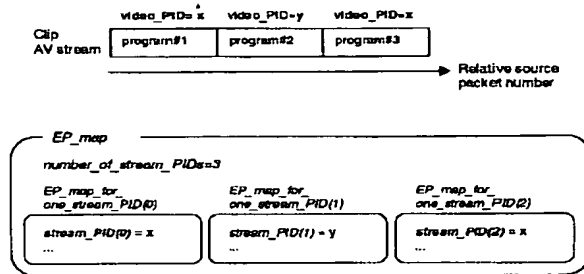 video_PID= x video_PID=y video_PID=x
Clip
AV stream
program#1 program#2 program#3
Relative source
packet number
EP_map
number_of_stream_PIDs=3
EP_map_for_
one_stream_PID(0)
EP_map_for_
one_stream_PID(1)
EP_map_for_
one_stream_PID(2)
stream_PID(0) = x
...
stream_PID(1) = y
...
stream_PID(2) = x
...